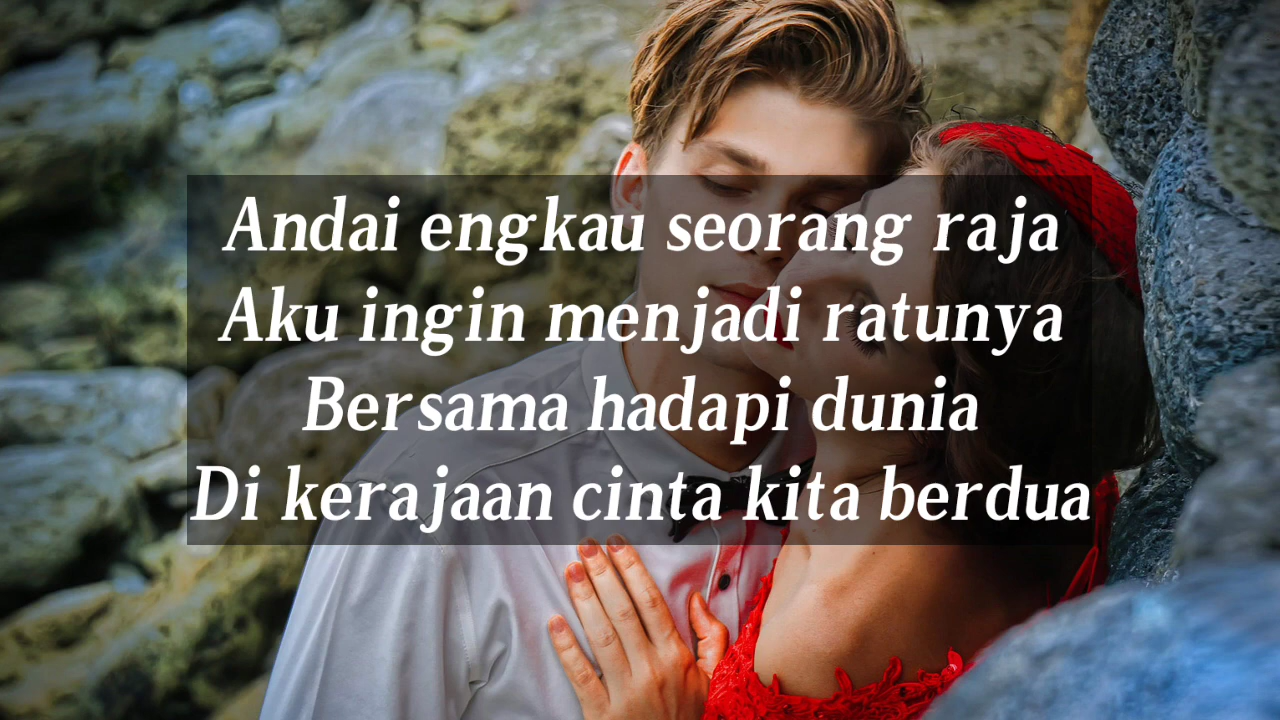 Andai engkau seorang raja
Aku ingin menjadi ratunya
Bersama hadapi dunia
Di kerajaan cinta kita berdua